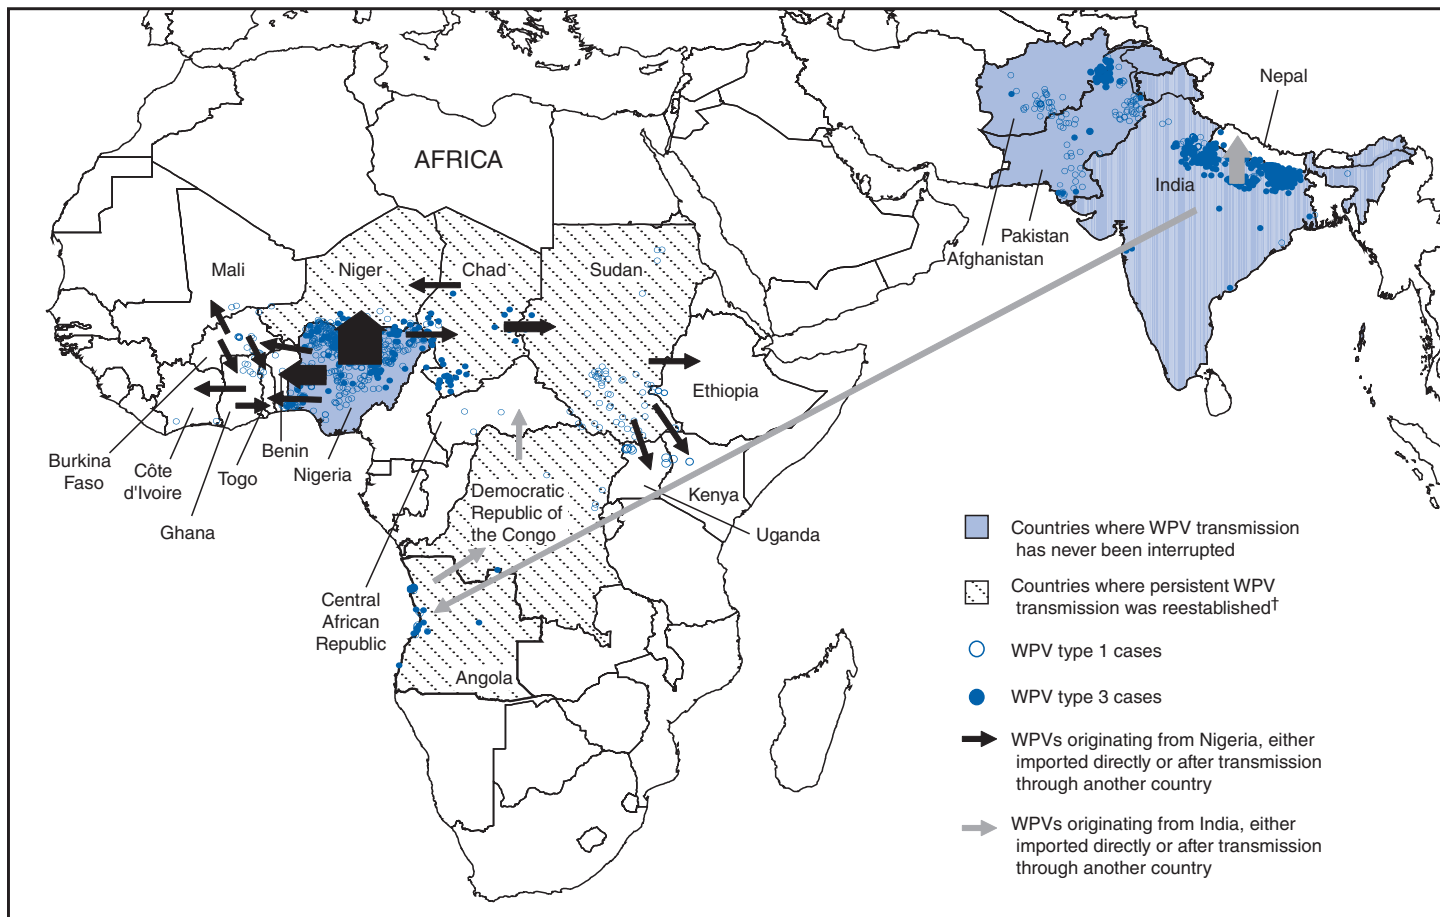 AFRICA
Nepal
India
Pakistan
Afghanistan
Mali
Niger
Chad
Sudan
Ethiopia
Burkina
Faso
Côte
d'Ivoire
Ghana
Togo
Benin
Nigeria
Democratic
Republic of
the Congo
Kenya
Uganda
Central
African
Republic
Angola
Countries where WPV transmission
has never been interrupted
Countries where persistent WPV
transmission was reestablished†
WPV type 1 cases
WPV type 3 cases
WPVs originating from Nigeria, either
imported directly or after transmission
through another country
WPVs originating from India, either
imported directly or after transmission
through another country